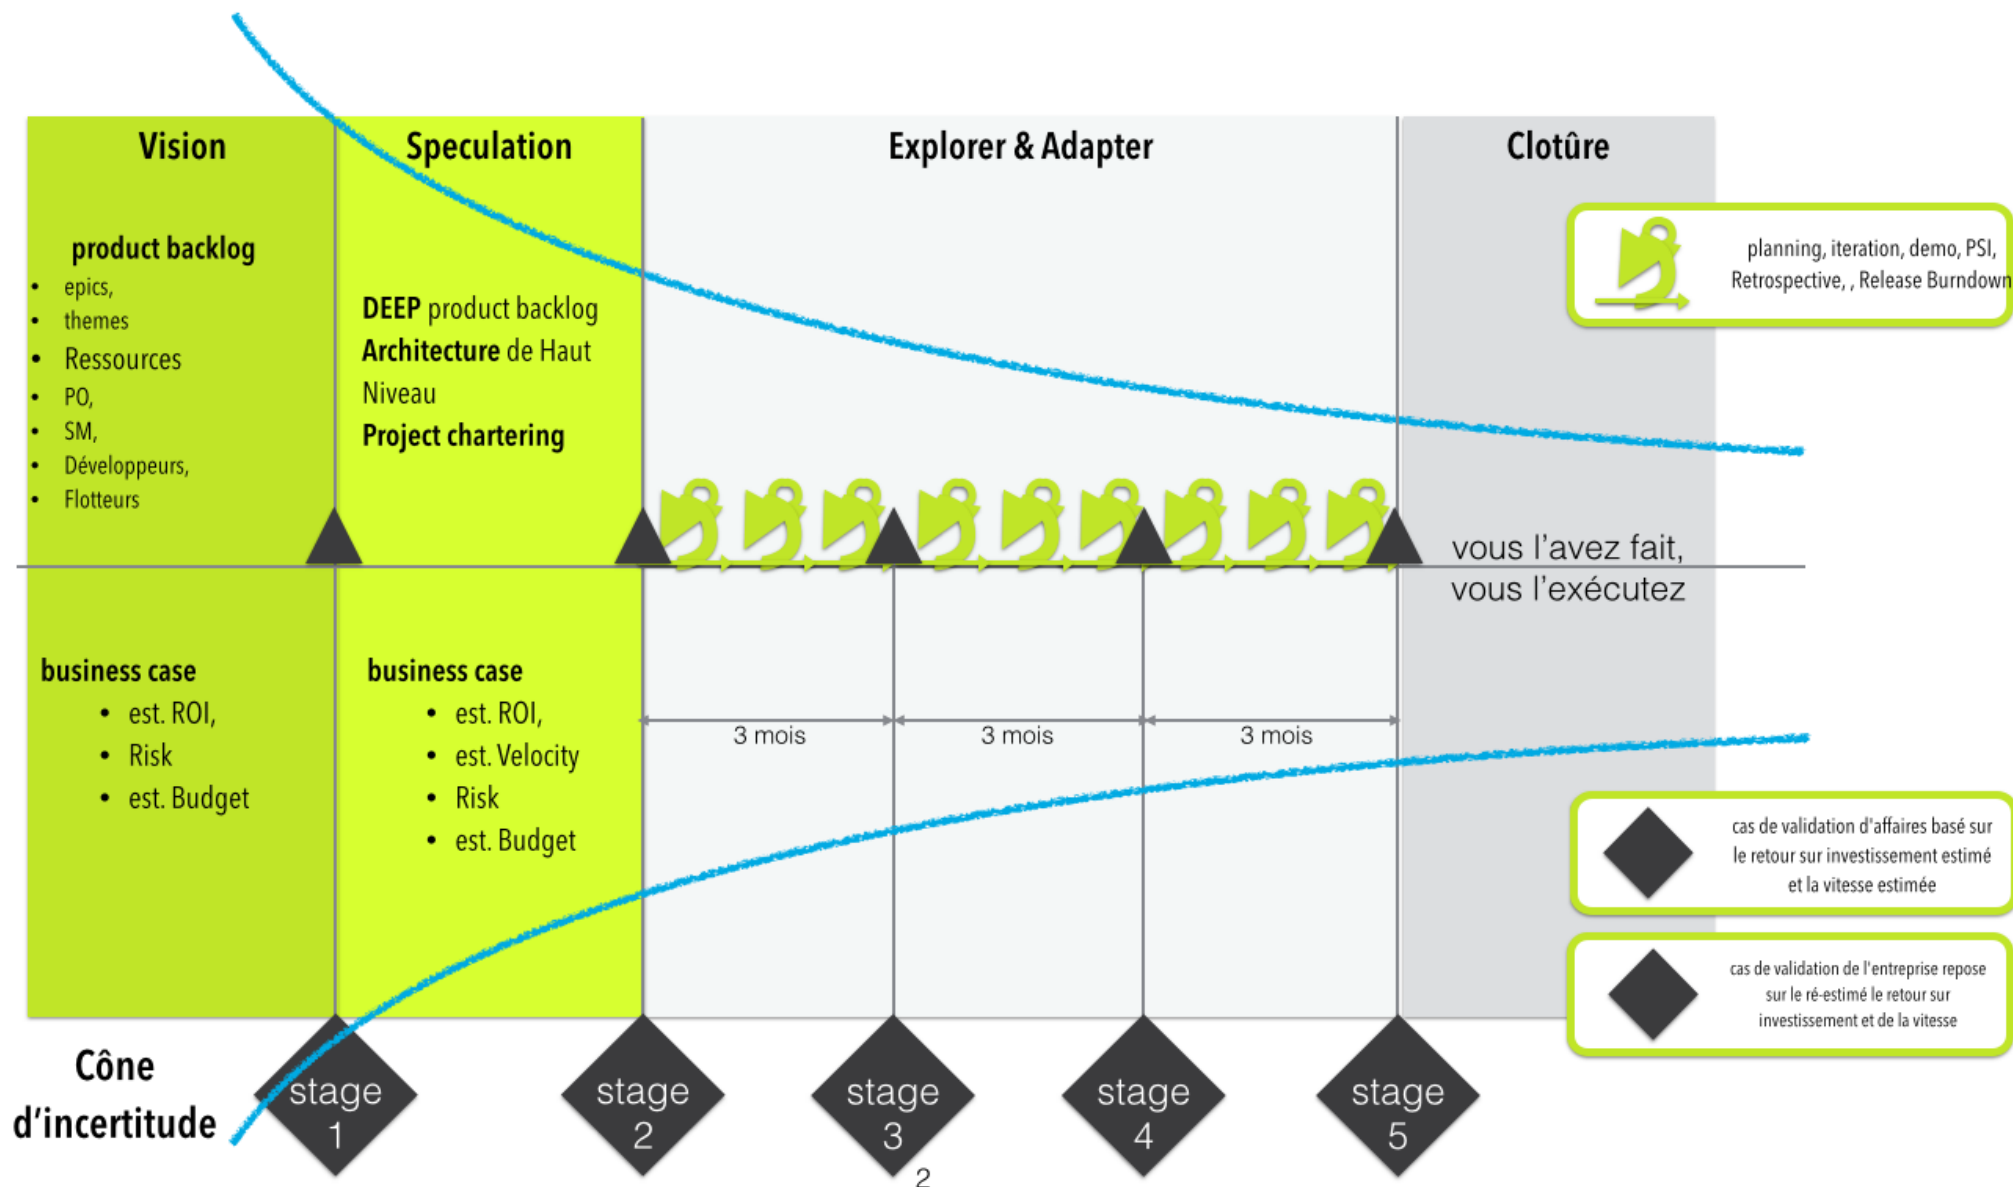 Vision
Speculation
Explorer & Adapter
Clotûre
product backlog
• epics,
• themes
• Ressources
• PO,
• SM,
• Développeurs,
• Flotteurs
DEEP product backlog
Architecture de Haut
Niveau
Project chartering
planning, iteration, demo, PSI,
Retrospective, , Release Burndown
vous l'avez fait,
vous l'exécutez
business case
• est. ROI,
• Risk
• est. Budget
business case
• est. ROI,
• est. Velocity
• Risk
• est. Budget
3 mois
3 mois
3 mois
cas de validation d'affaires basé sur
le retour sur investissement estimé
et la vitesse estimée
cas de validation de l'entreprise repose
sur le ré-estimé le retour sur
investissement et de la vitesse
Cône
d'incertitude
stage
1
stage
2
stage
3
stage
4
stage
5
2